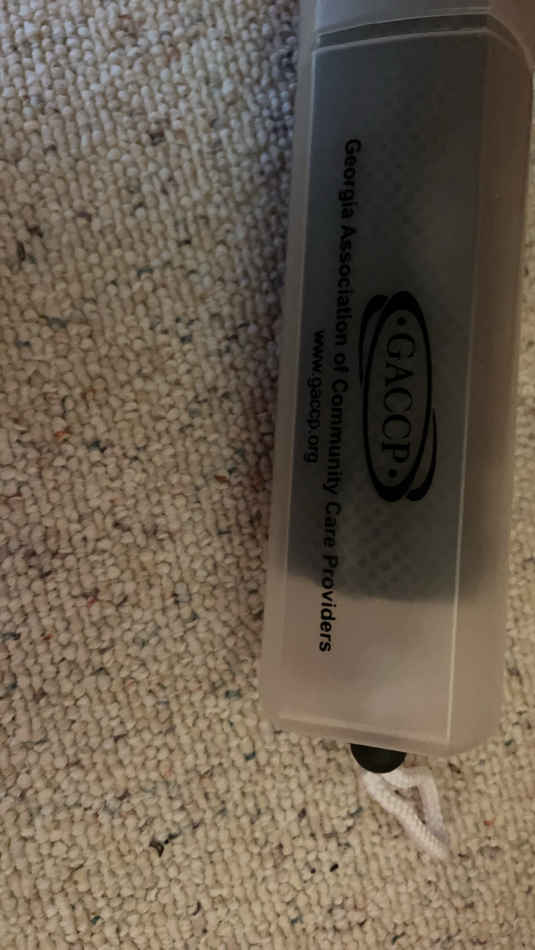 ·GACCP·
Georgia Association of Community Care Providers
www.gaccp.org